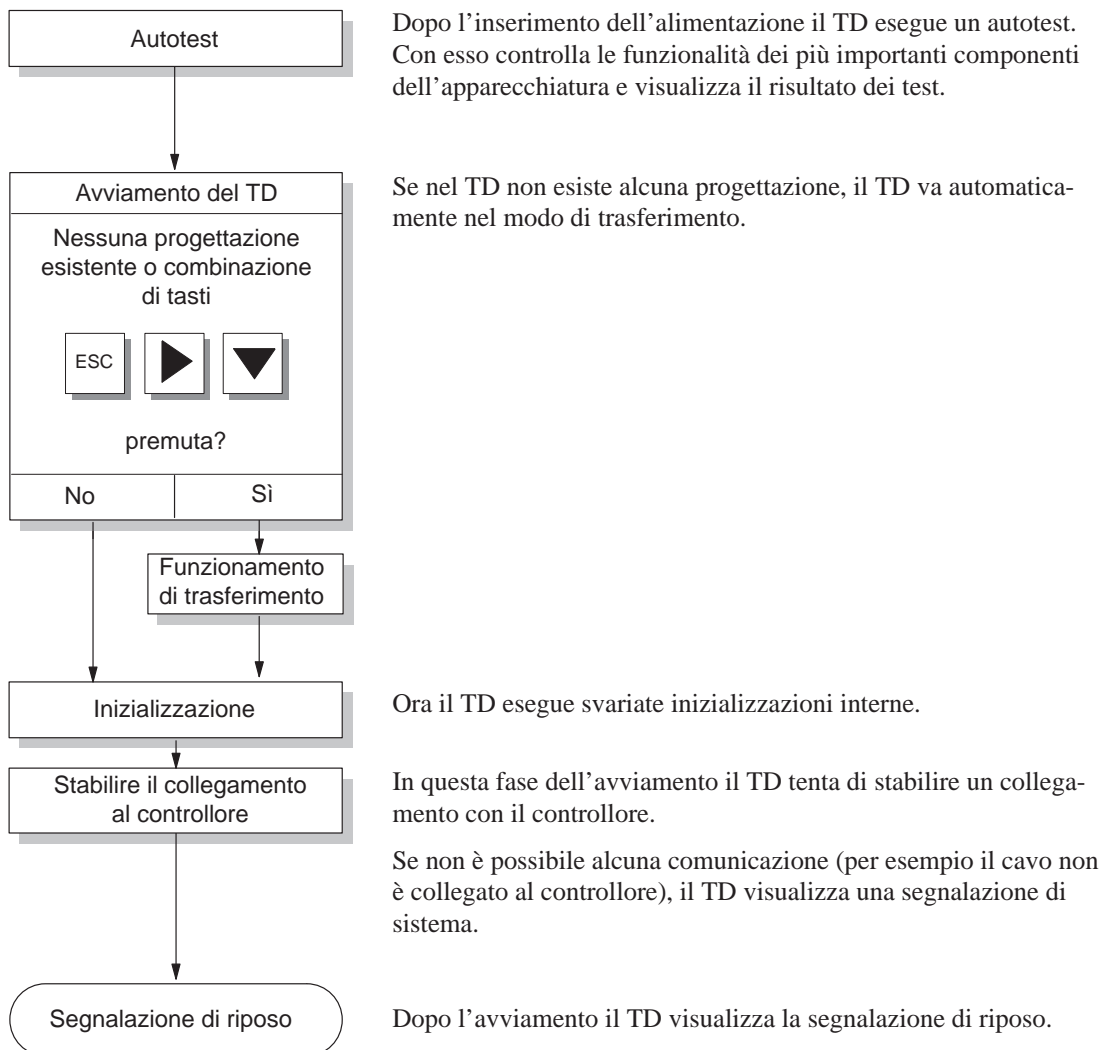 Autotest
Dopo l'inserimento dell'alimentazione il TD esegue un autotest.
Con esso controlla le funzionalità dei più importanti componenti
dell'apparecchiatura e visualizza il risultato dei test.
Avviamento del TD
Nessuna progettazione
esistente o combinazione
di tasti
ESC
premuta?
No
Sì
Se nel TD non esiste alcuna progettazione, il TD va automatica-
mente nel modo di trasferimento.
Funzionamento
di trasferimento
Inizializzazione
Ora il TD esegue svariate inizializzazioni interne.
Stabilire il collegamento
al controllore
In questa fase dell'avviamento il TD tenta di stabilire un collega-
mento con il controllore.
Se non è possibile alcuna comunicazione (per esempio il cavo non
è collegato al controllore), il TD visualizza una segnalazione di
sistema.
Segnalazione di riposo
Dopo l'avviamento il TD visualizza la segnalazione di riposo.